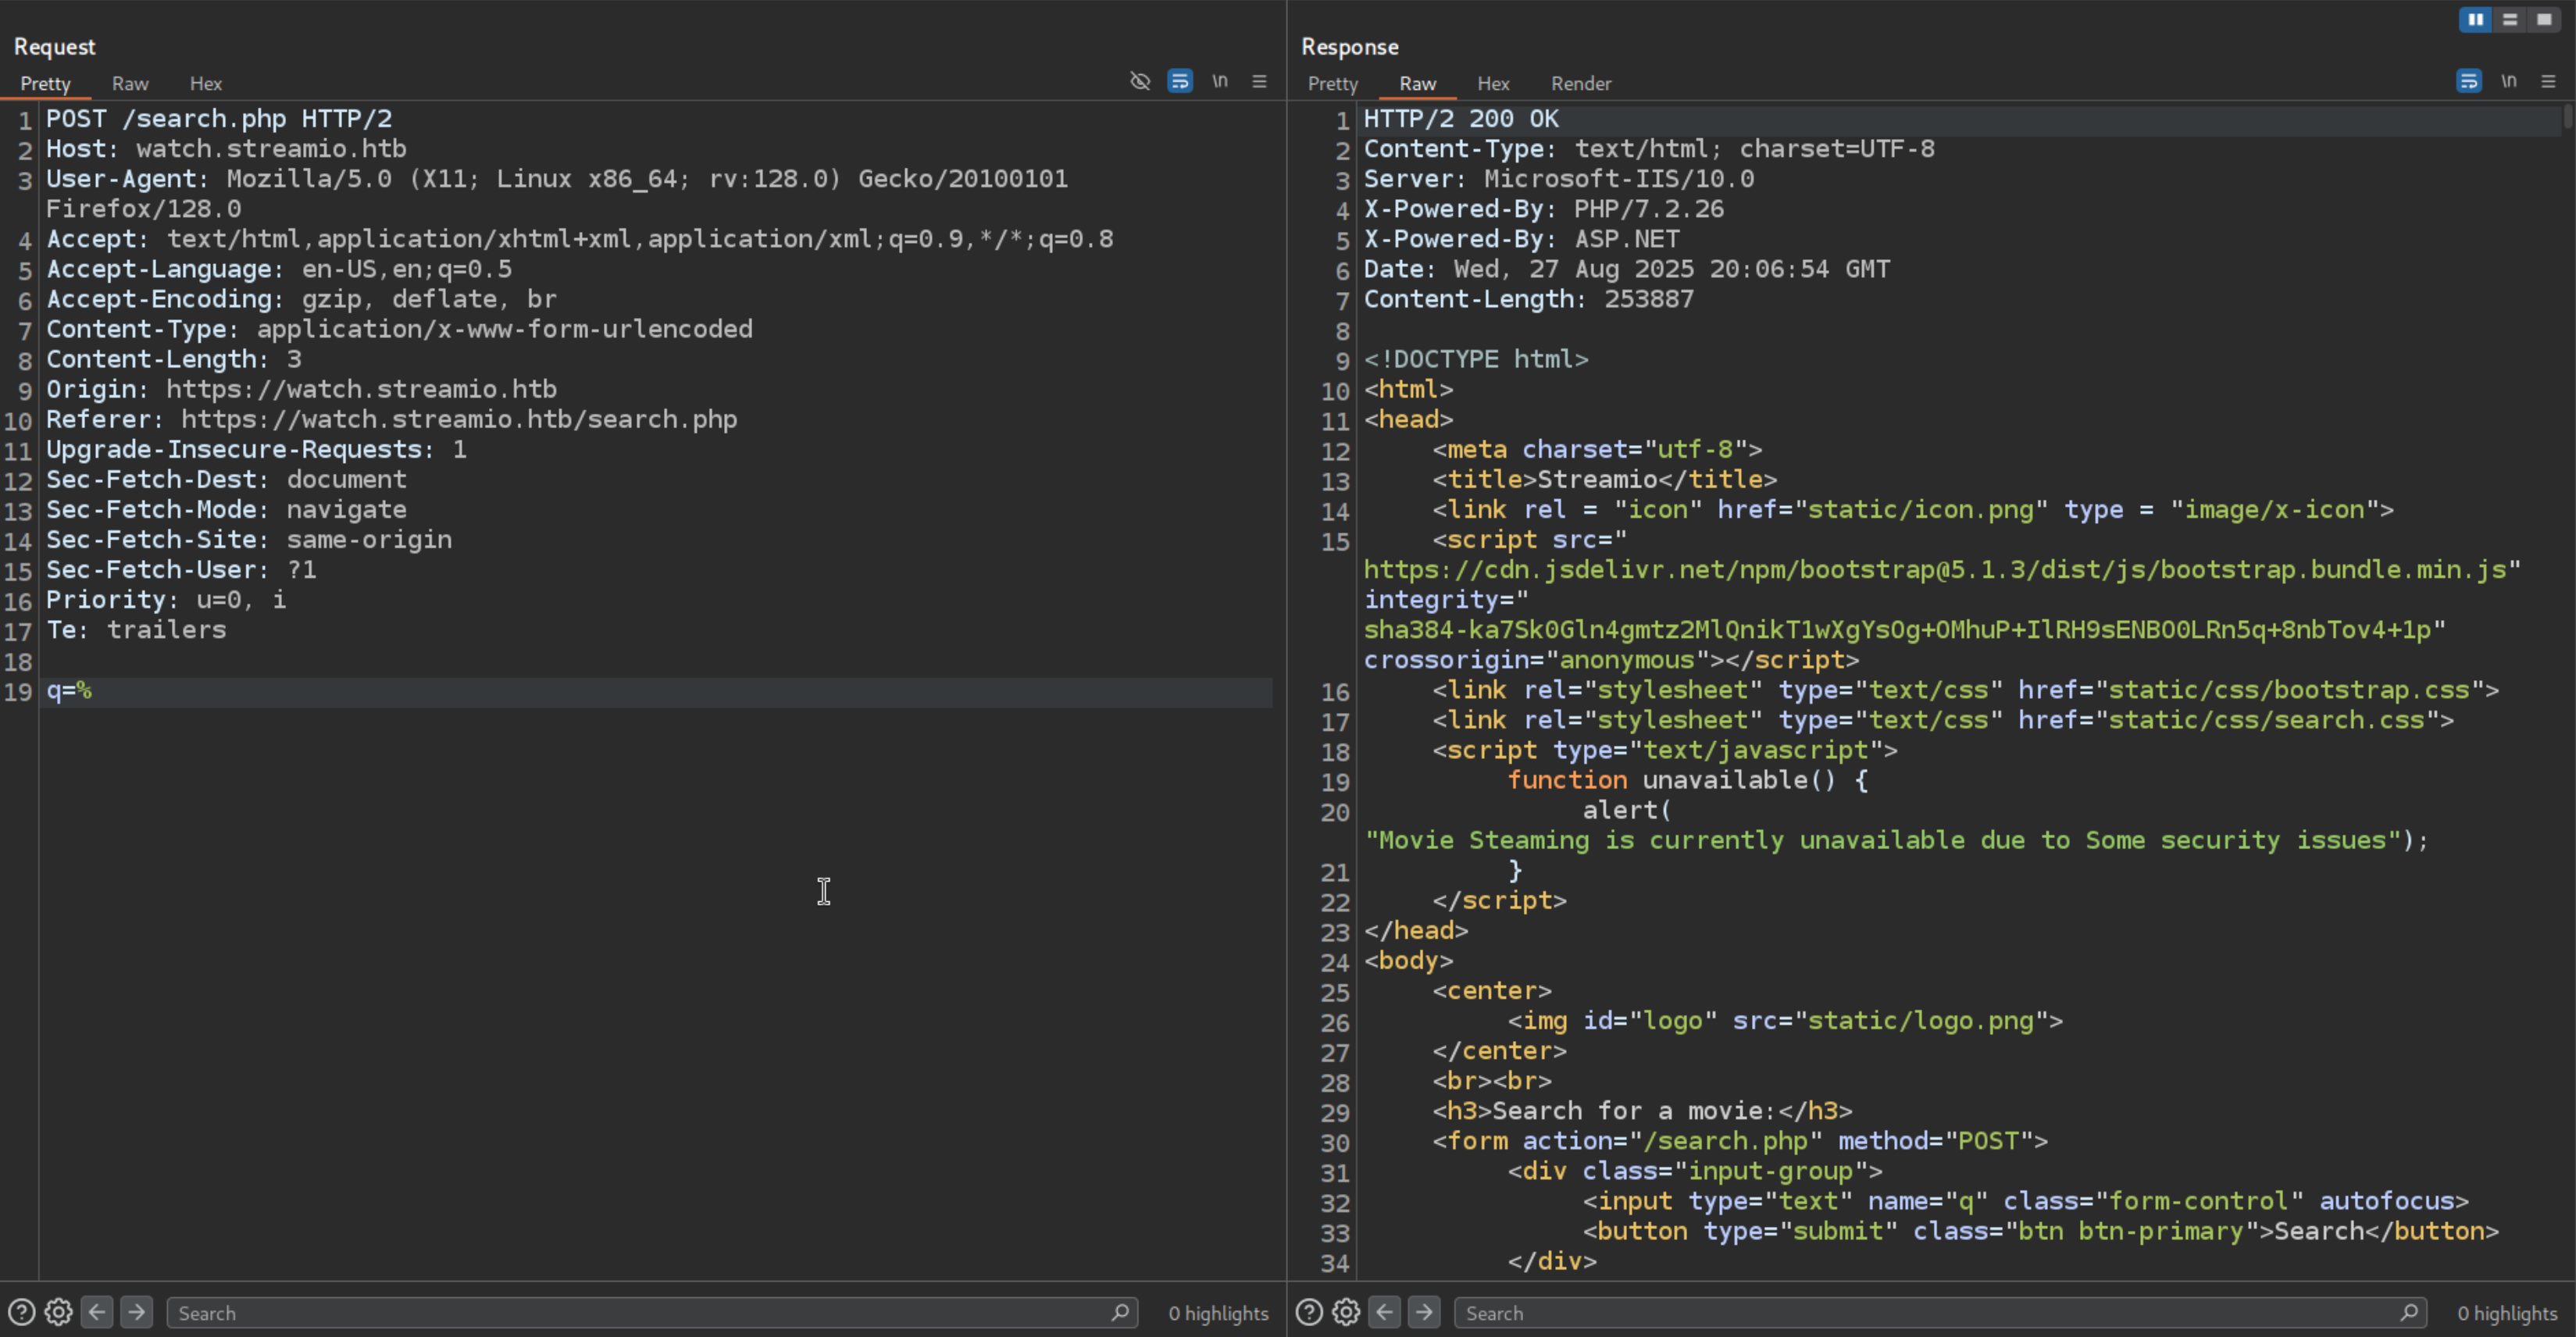 Request
Pretty Raw Hex \n
1 POST /search.php HTTP/2
2 Host: watch.streamio.htb
3 User-Agent: Mozilla/5.0 (X11; Linux x86_64; rv:128.0) Gecko/20100101
Firefox/128.0
4 Accept: text/html,application/xhtml+xml,application/xml;q=0.9,*/*;q=0.8
5 Accept-Language: en-US,en;q=0.5
6 Accept-Encoding: gzip, deflate, br
7 Content-Type: application/x-www-form-urlencoded
8 Content-Length: 3
9 Origin: https://watch.streamio.htb
10 Referer: https://watch.streamio.htb/search.php
11 Upgrade-Insecure-Requests: 1
12 Sec-Fetch-Dest: document
13 Sec-Fetch-Mode: navigate
14 Sec-Fetch-Site: same-origin
15 Sec-Fetch-User: ?1
16 Priority: u=0, i
17 Te: trailers
18
19 q=%
Search 0 highlights
Response
Pretty Raw Hex Render \n
1 HTTP/2 200 OK
2 Content-Type: text/html; charset=UTF-8
3 Server: Microsoft-IIS/10.0
4 X-Powered-By: PHP/7.2.26
5 X-Powered-By: ASP.NET
6 Date: Wed, 27 Aug 2025 20:06:54 GMT
7 Content-Length: 253887
8
9 <!DOCTYPE html>
10 <html>
11 <head>
12 <meta charset="utf-8">
13 <title>Streamio</title>
14 <link rel = "icon" href="static/icon.png" type = "image/x-icon">
15 <script src="
https://cdn.jsdelivr.net/npm/bootstrap@5.1.3/dist/js/bootstrap.bundle.min.js"
integrity="
sha384-ka7Sk0Gln4gmtz2MlQnikT1wXgYsOg+OMhuP+IlRH9sENBO0LRn5q+8nbTov4+1p"
crossorigin="anonymous"></script>
16 <link rel="stylesheet" type="text/css" href="static/css/bootstrap.css">
17 <link rel="stylesheet" type="text/css" href="static/css/search.css">
18 <script type="text/javascript">
19 function unavailable() {
20 alert(
"Movie Steaming is currently unavailable due to Some security issues");
21 }
22 </script>
23 </head>
24 <body>
25 <center>
26 <img id="logo" src="static/logo.png">
27 </center>
28 <br><br>
29 <h3>Search for a movie:</h3>
30 <form action="/search.php" method="POST">
31 <div class="input-group">
32 <input type="text" name="q" class="form-control" autofocus>
33 <button type="submit" class="btn btn-primary">Search</button>
34 </div>
Search 0 highlights